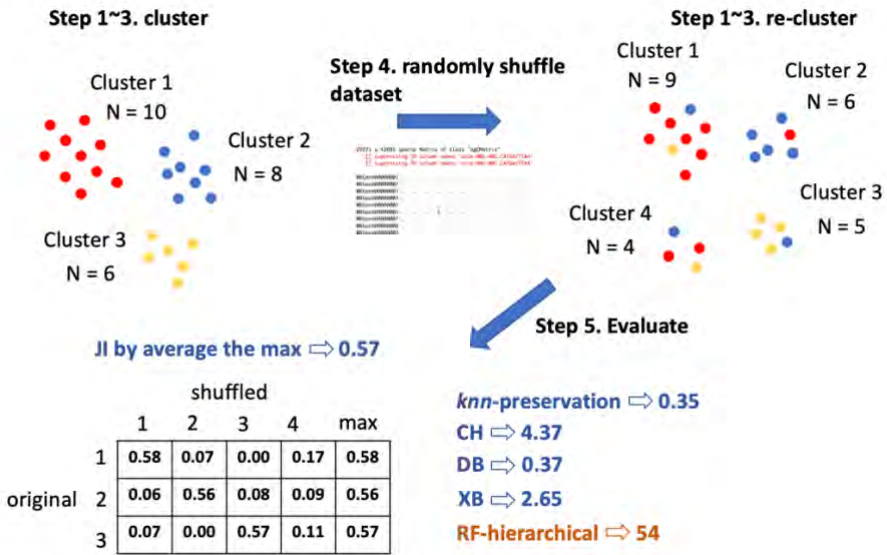 Step 1~3. cluster
Step 1~3. re-cluster
Cluster 1
N = 10
Cluster 2
N = 8
Cluster 3
N = 6
Step 4. randomly shuffle
dataset
Cluster 1
N = 9
Cluster 2
N = 6
Cluster 3
N = 5
Cluster 4
N = 4
Step 5. Evaluate
JI by average the max ⇨ 0.57
shuffled
1 2 3 4 max
1 0.58 0.07 0.00 0.17 0.58
original 2 0.06 0.56 0.08 0.09 0.56
3 0.07 0.00 0.57 0.11 0.57
knn-preservation ⇨ 0.35
CH ⇨ 4.37
DB ⇨ 0.37
XB ⇨ 2.65
RF-hierarchical ⇨ 54